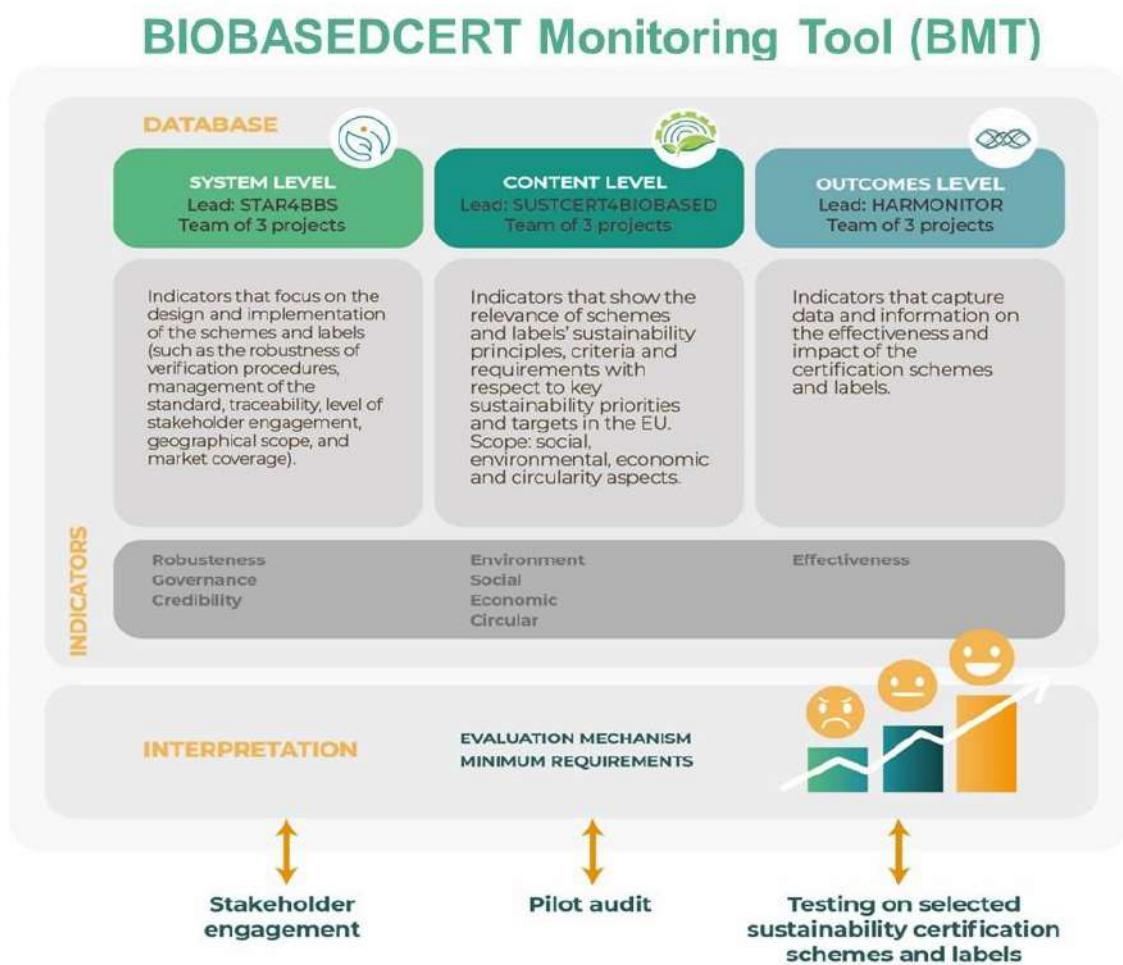 BIOBASEDCERT Monitoring Tool (BMT)
DATABASE
SYSTEM LEVEL
Lead: STAR4BBS
Team of 3 projects
CONTENT LEVEL
Lead: SUSTCERT4BIOBASED
Team of 3 projects
OUTCOMES LEVEL
Lead: HARMONITOR
Team of 3 projects
Indicators that focus on the
design and implementation
of the schemes and labels
(such as the robustness of
verification procedures,
management of the
standard, traceability, level of
stakeholder engagement,
geographical scope, and
market coverage).
Indicators that show the
relevance of schemes
and labels' sustainability
principles, criteria and
requirements with
respect to key
sustainability priorities
and targets in the EU.
Scope: social,
environmental, economic
and circularity aspects.
Indicators that capture
data and information on
the effectiveness and
impact of the
certification schemes
and labels.
INDICATORS
Robusteness
Governance
Credibility
Environment
Social
Economic
Circular
Effectiveness
INTERPRETATION
EVALUATION MECHANISM
MINIMUM REQUIREMENTS
Stakeholder
engagement
Pilot audit
Testing on selected
sustainability certification
schemes and labels